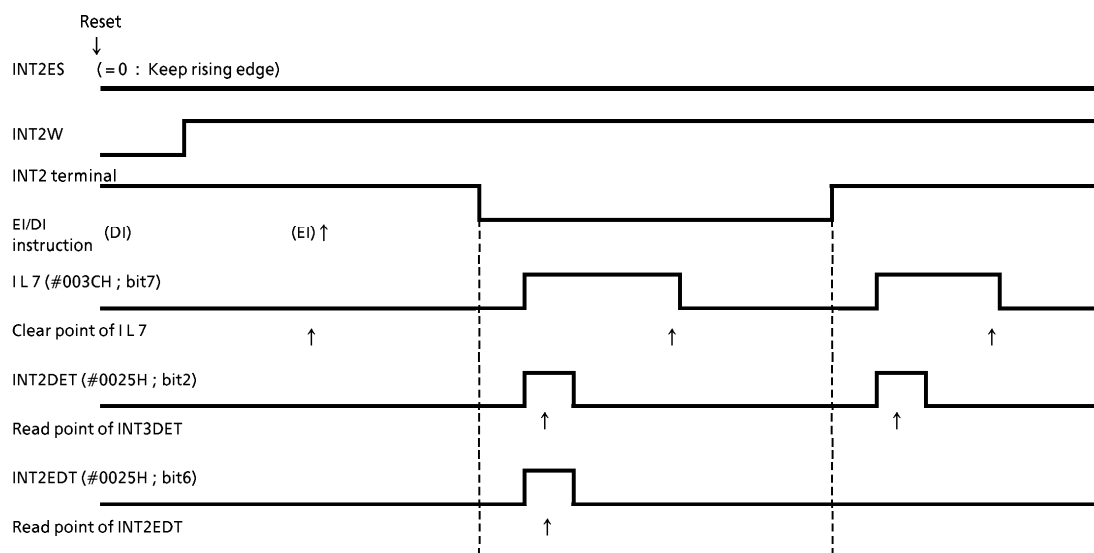 Reset
↓
INT2ES (=0 : Keep rising edge)
INT2W
INT2 terminal
EI/DI
instruction (DI) (EI)↑
I L 7 (#003CH ; bit7)
Clear point of I L 7 ↑ ↑ ↑
INT2DET (#0025H ; bit2)
Read point of INT3DET ↑ ↑
INT2EDT (#0025H ; bit6)
Read point of INT2EDT ↑